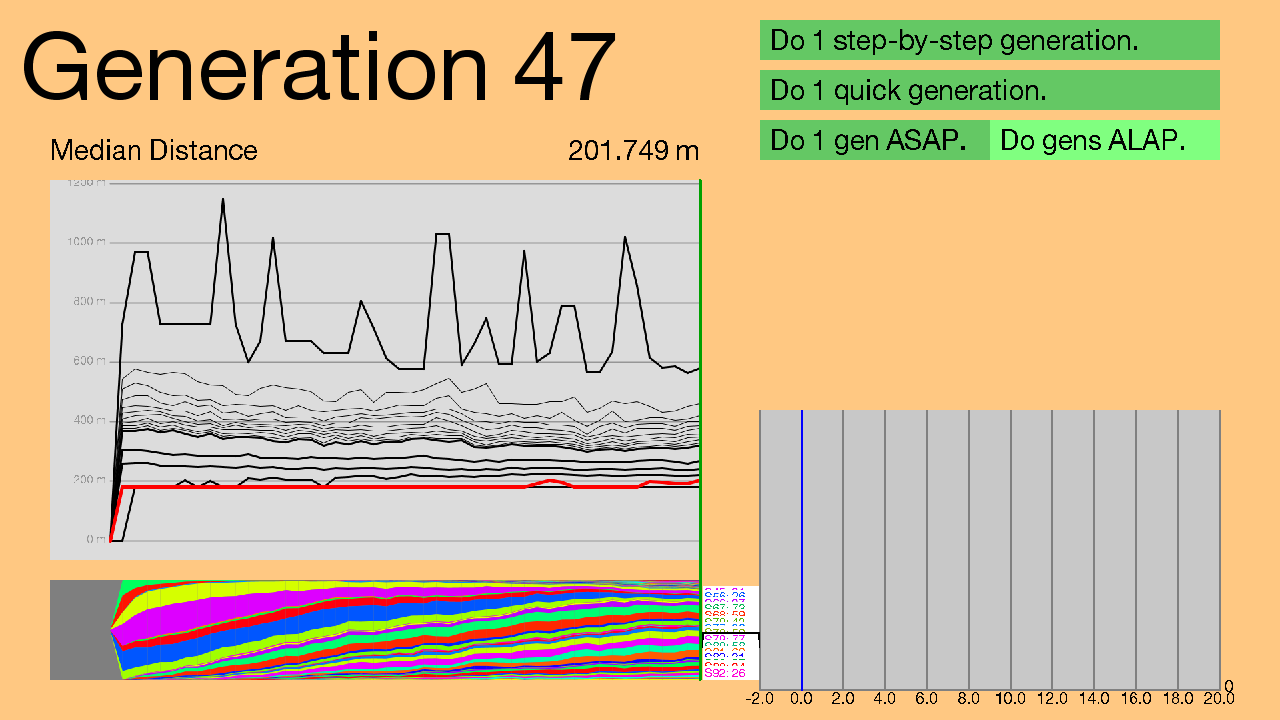 Generation 47
Do 1 step-by-step generation.
Do 1 quick generation.
Do 1 gen ASAP.
Do gens ALAP.
Median Distance
201.749 m
1200 m
1000 m
800 m
600 m
400 m
200 m
0 m
S92: 26
0
-2.0 0.0 2.0 4.0 6.0 8.0 10.0 12.0 14.0 16.0 18.0 20.0